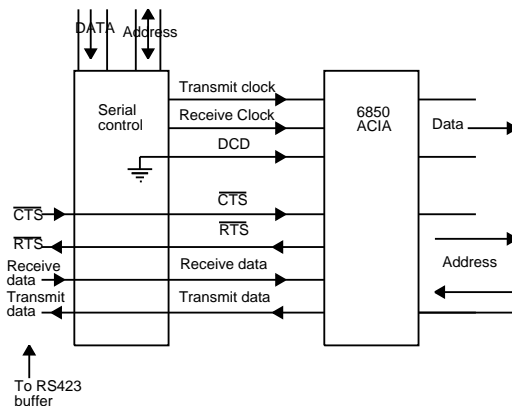 DATA Address
Transmit clock
Serial
control
Receive Clock
6850
ACIA
Data
DCD
CTS
CTS
RTS
RTS
Receive
data
Receive data
Address
Transmit
data
Transmit data
To RS423
buffer